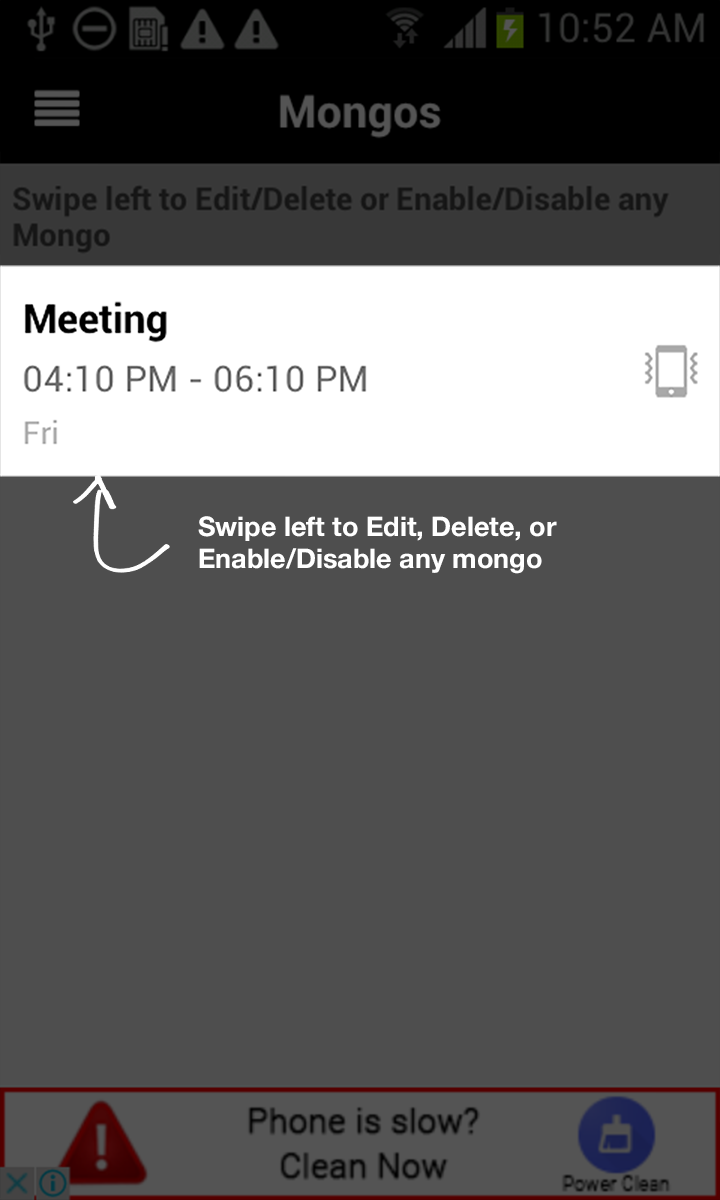 10:52 AM
Mongos
Swipe left to Edit/Delete or Enable/Disable any
Mongo
Meeting
04:10 PM - 06:10 PM
Fri
Swipe left to Edit, Delete, or
Enable/Disable any mongo
Phone is slow?
Clean Now
Power Clean